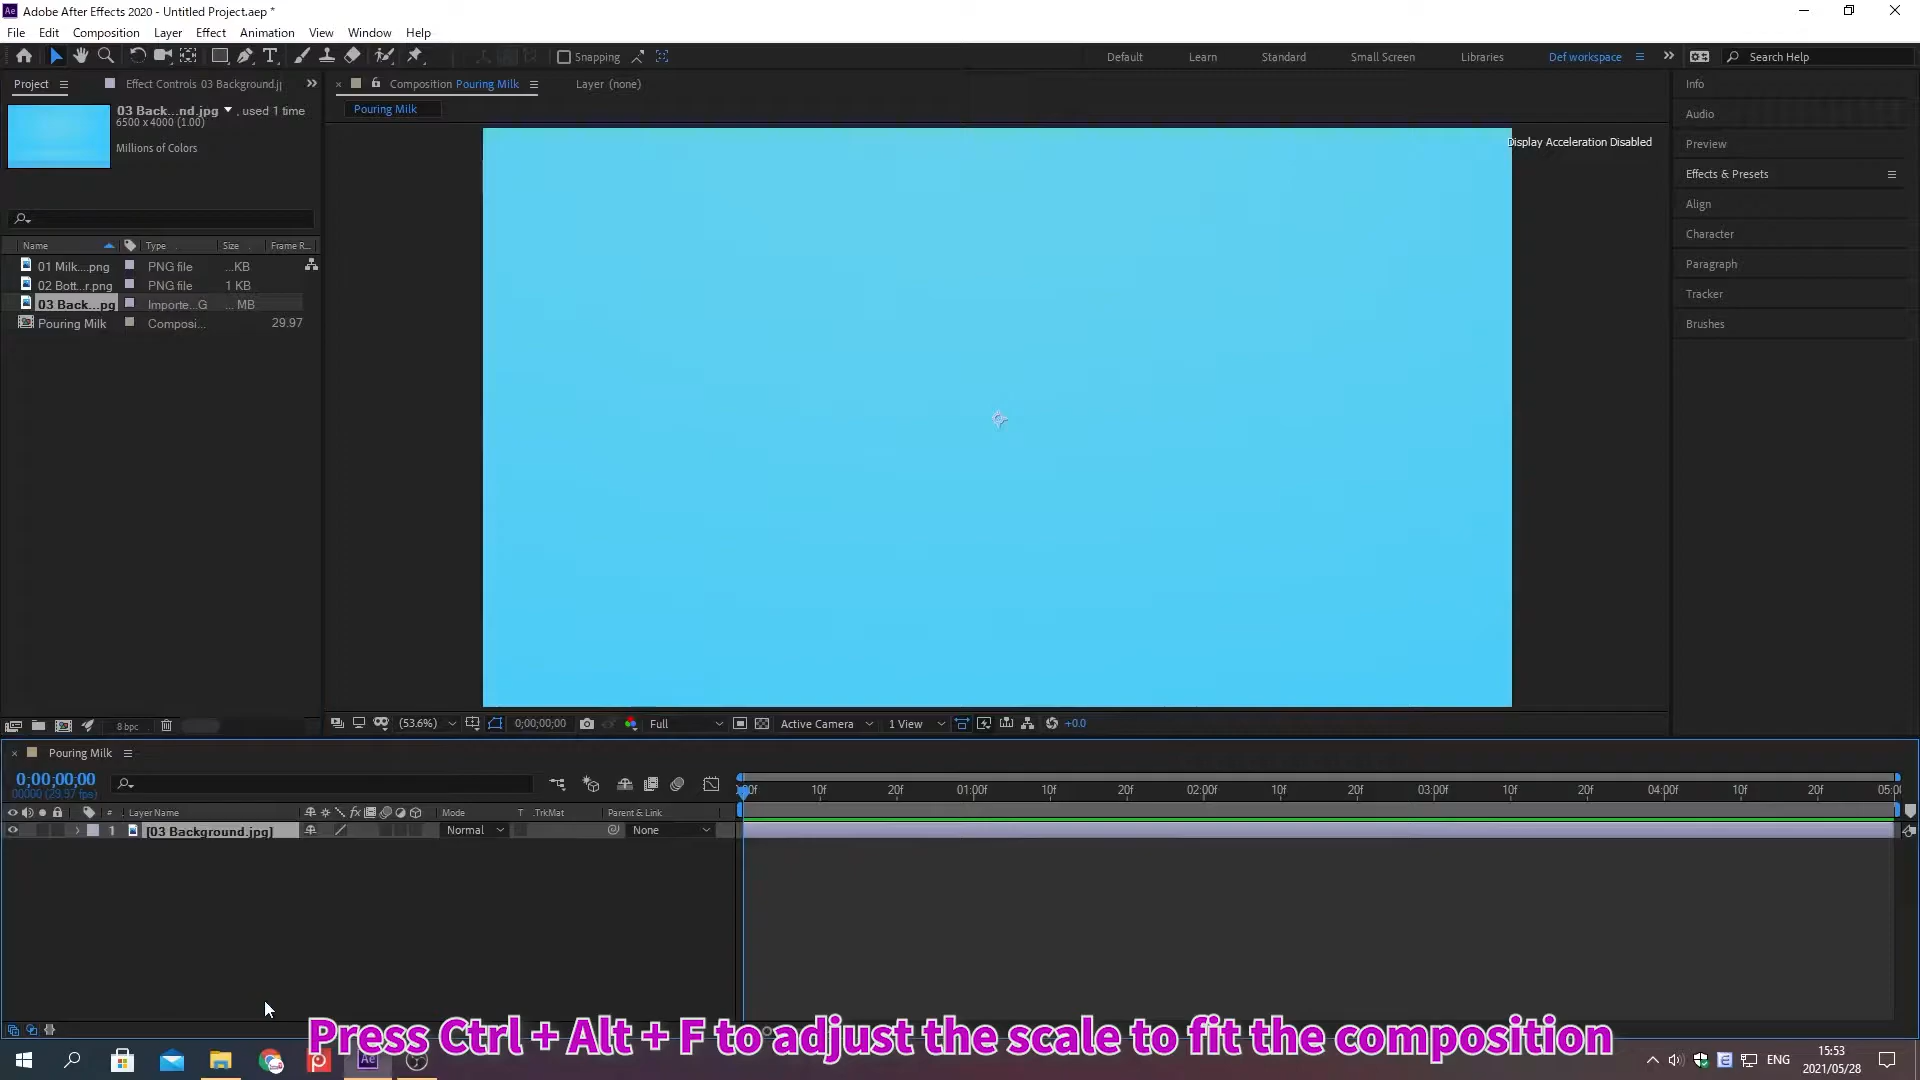 Adobe After Effects 2020 - Untitled Project.aep *
File Edit Composition Layer Effect Animation View Window Help
Snapping
Default Learn Standard Small Screen Libraries Def workspace Search Help
Project Effect Controls 03 Background.j
Composition Pouring Milk Layer (none)
Pouring Milk
03 Back...nd.jpg , used 1 time
6500 x 4000 (1.00)
Millions of Colors
Display Acceleration Disabled
Info
Audio
Preview
Effects & Presets
Align
Character
Paragraph
Tracker
Brushes
Name Type Size Frame R...
01 Milk....png PNG file ...KB
02 Bott...r.png PNG file 1 KB
03 Back...pg Importe...G ... MB
Pouring Milk Composi... 29.97
8 bpc
(53.6%) 0;00;00;00 Full Active Camera 1 View +0.0
Pouring Milk
0;00;00;00
00000 (29.97 fps)
10f 20f 01:00f 10f 20f 02:00f 10f 20f 03:00f 10f 20f 04:00f 10f 20f 05:00
# Layer Name fx Mode T .TrkMat Parent & Link
1 [03 Background.jpg] Normal None
Press Ctrl + Alt + F to adjust the scale to fit the composition
Ae
ENG
15:53
2021/05/28